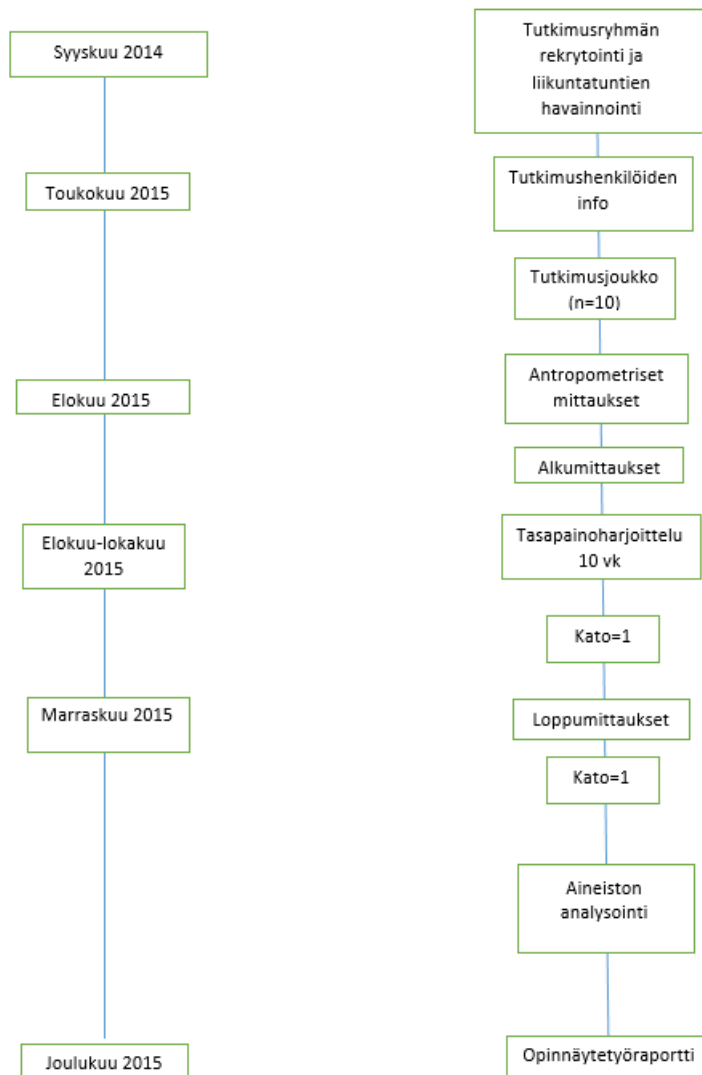 Syyskuu 2014
Tutkimusryhmän
rekrytointi ja
liikuntatuntien
havainnointi
Toukokuu 2015
Tutkimushenkilöiden
info
Tutkimusjoukko
(n=10)
Elokuu 2015
Antropometriset
mittaukset
Alkumittaukset
Elokuu-lokakuu
2015
Tasapainoharjoittelu
10 vk
Kato=1
Marraskuu 2015
Loppumittaukset
Kato=1
Aineiston
analysointi
Joulukuu 2015
Opinnäytetyöraportti